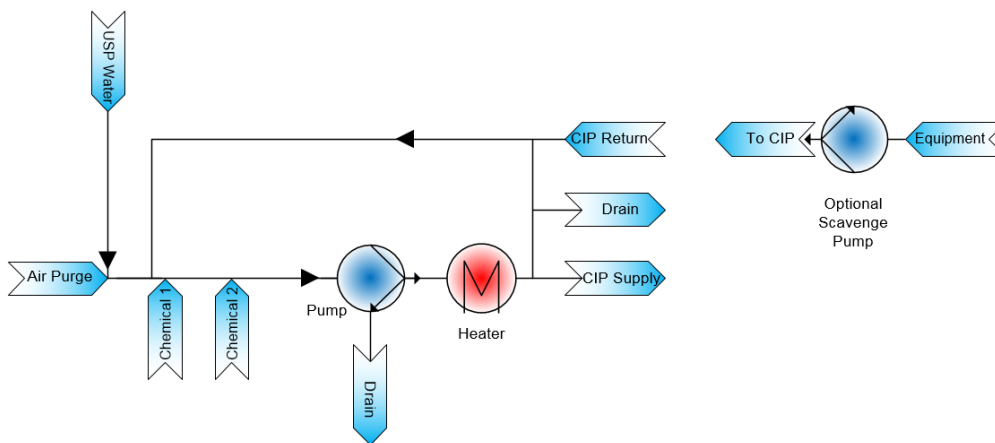 USP Water
CIP Return
To CIP
Equipment
Drain
Optional
Scavenge
Pump
Air Purge
CIP Supply
Chemical 1
Chemical 2
Pump
Heater
Drain